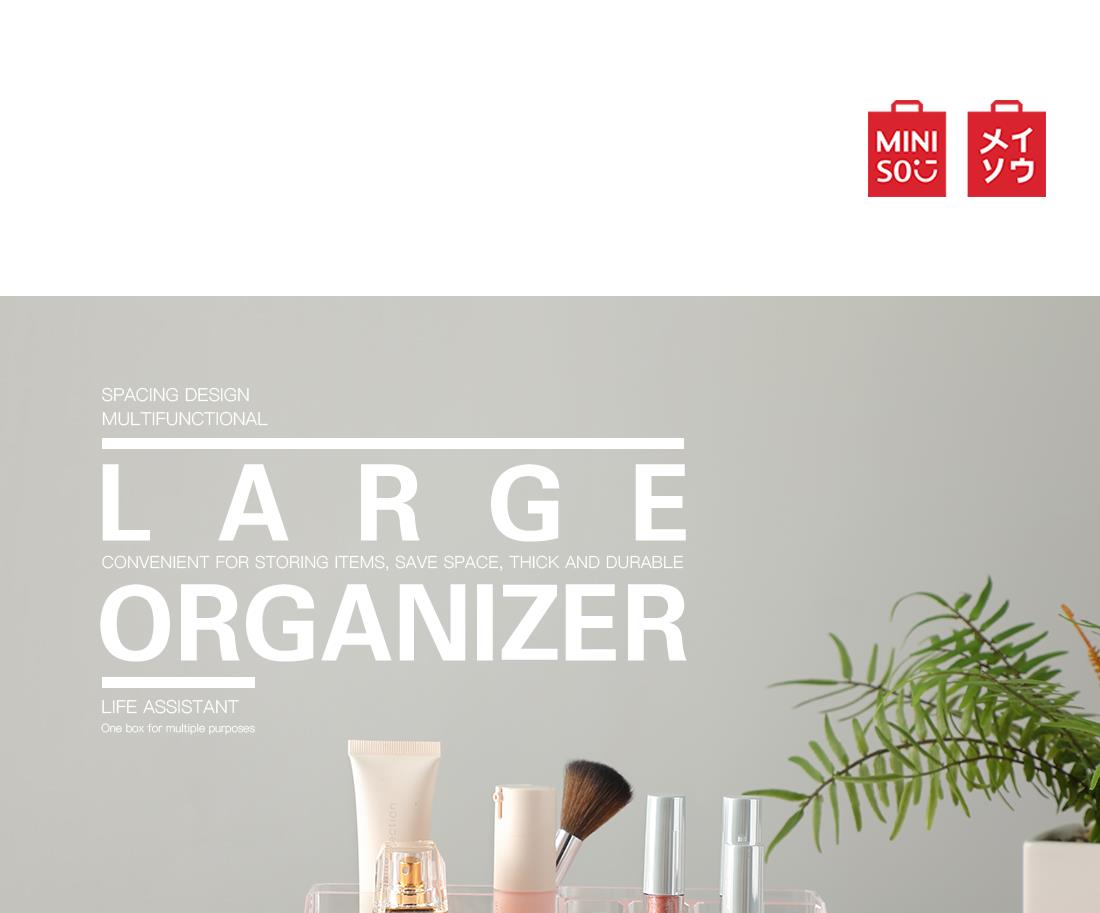 MINI メイ
SO ソウ
SPACING DESIGN
MULTIFUNCTIONAL
LARGE
CONVENIENT FOR STORING ITEMS, SAVE SPACE, THICK AND DURABLE
ORGANIZER
LIFE ASSISTANT
One box for multiple purposes